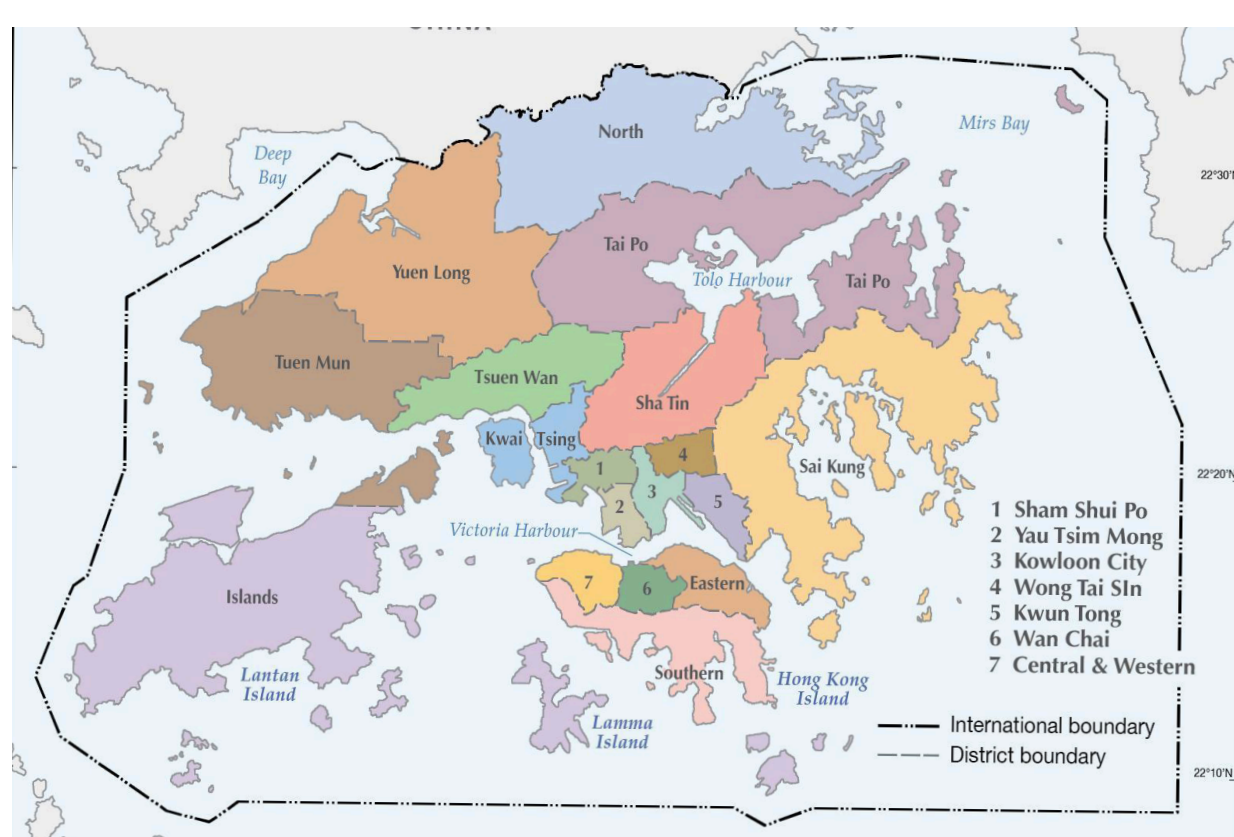 CHINA
North
Mirs Bay
Deep
Bay
22°30'N
Tai Po
Yuen Long
Tolo Harbour
Tai Po
Tuen Mun
Tsuen Wan
Sha Tin
Kwai Tsing
4
1
Sai Kung
22°20'N
3
5
2
1 Sham Shui Po
Victoria Harbour
2 Yau Tsim Mong
3 Kowloon City
7
6
Eastern
4 Wong Tai SIn
Islands
5 Kwun Tong
6 Wan Chai
7 Central & Western
Southern
Lantan
Island
Hong Kong
Island
Lamma
Island
International boundary
District boundary
22°10'N